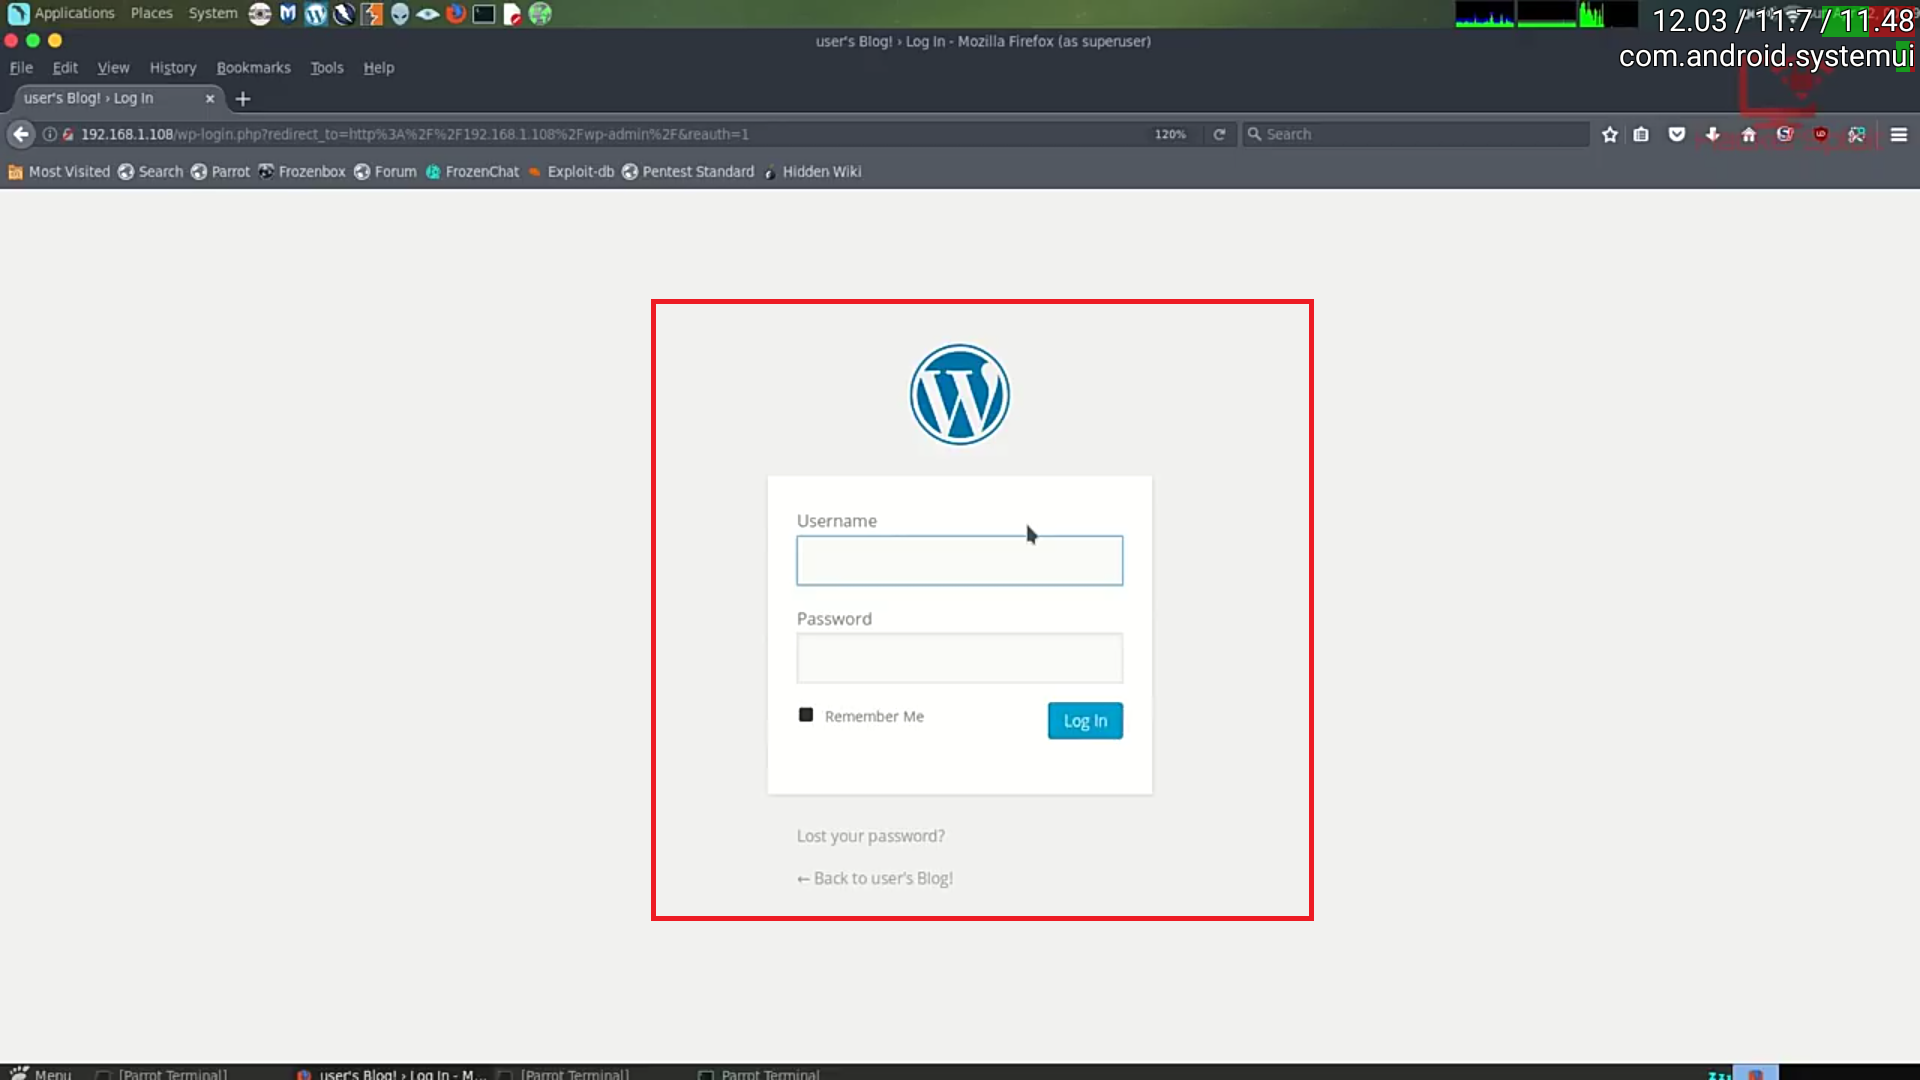 Applications Places System
12.03 / 11.7 / 11.48
com.android.systemui
user's Blog! › Log In - Mozilla Firefox (as superuser)
File Edit View History Bookmarks Tools Help
user's Blog! › Log In
192.168.1.108/wp-login.php?redirect_to=http%3A%2F%2F192.168.1.108%2Fwp-admin%2F&reauth=1 120% Search
Most Visited Search Parrot Frozenbox Forum FrozenChat Exploit-db Pentest Standard Hidden Wiki
Username
Password
Remember Me Log In
Lost your password?
← Back to user's Blog!
Menu [Parrot Terminal] user's Blog! › Log In - M... [Parrot Terminal] Parrot Terminal